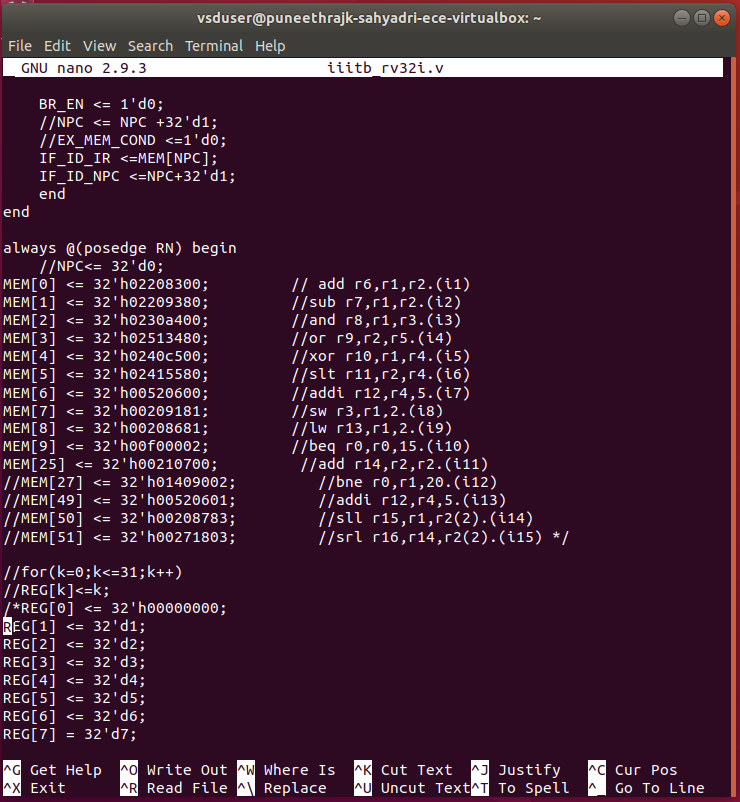 vsduser@puneethrajk-sahyadri-ece-virtualbox: ~
File Edit View Search Terminal Help
GNU nano 2.9.3 iiitb_rv32i.v
BR_EN <= 1'd0;
//NPC <= NPC +32'd1;
//EX_MEM_COND <=1'd0;
IF_ID_IR <=MEM[NPC];
IF_ID_NPC <=NPC+32'd1;
end
end
always @(posedge RN) begin
//NPC<= 32'd0;
MEM[0] <= 32'h02208300; // add r6,r1,r2.(i1)
MEM[1] <= 32'h02209380; //sub r7,r1,r2.(i2)
MEM[2] <= 32'h0230a400; //and r8,r1,r3.(i3)
MEM[3] <= 32'h02513480; //or r9,r2,r5.(i4)
MEM[4] <= 32'h0240c500; //xor r10,r1,r4.(i5)
MEM[5] <= 32'h02415580; //slt r11,r2,r4.(i6)
MEM[6] <= 32'h00520600; //addi r12,r4,5.(i7)
MEM[7] <= 32'h00209181; //sw r3,r1,2.(i8)
MEM[8] <= 32'h00208681; //lw r13,r1,2.(i9)
MEM[9] <= 32'h00f00002; //beq r0,r0,15.(i10)
MEM[25] <= 32'h00210700; //add r14,r2,r2.(i11)
//MEM[27] <= 32'h01409002; //bne r0,r1,20.(i12)
//MEM[49] <= 32'h00520601; //addi r12,r4,5.(i13)
//MEM[50] <= 32'h00208783; //sll r15,r1,r2(2).(i14)
//MEM[51] <= 32'h00271803; //srl r16,r14,r2(2).(i15) */
//for(k=0;k<=31;k++)
//REG[k]<=k;
/*REG[0] <= 32'h00000000;
REG[1] <= 32'd1;
REG[2] <= 32'd2;
REG[3] <= 32'd3;
REG[4] <= 32'd4;
REG[5] <= 32'd5;
REG[6] <= 32'd6;
REG[7] = 32'd7;
^G Get Help ^O Write Out ^W Where Is ^K Cut Text ^J Justify ^C Cur Pos
^X Exit ^R Read File ^\ Replace ^U Uncut Text ^T To Spell ^_ Go To Line